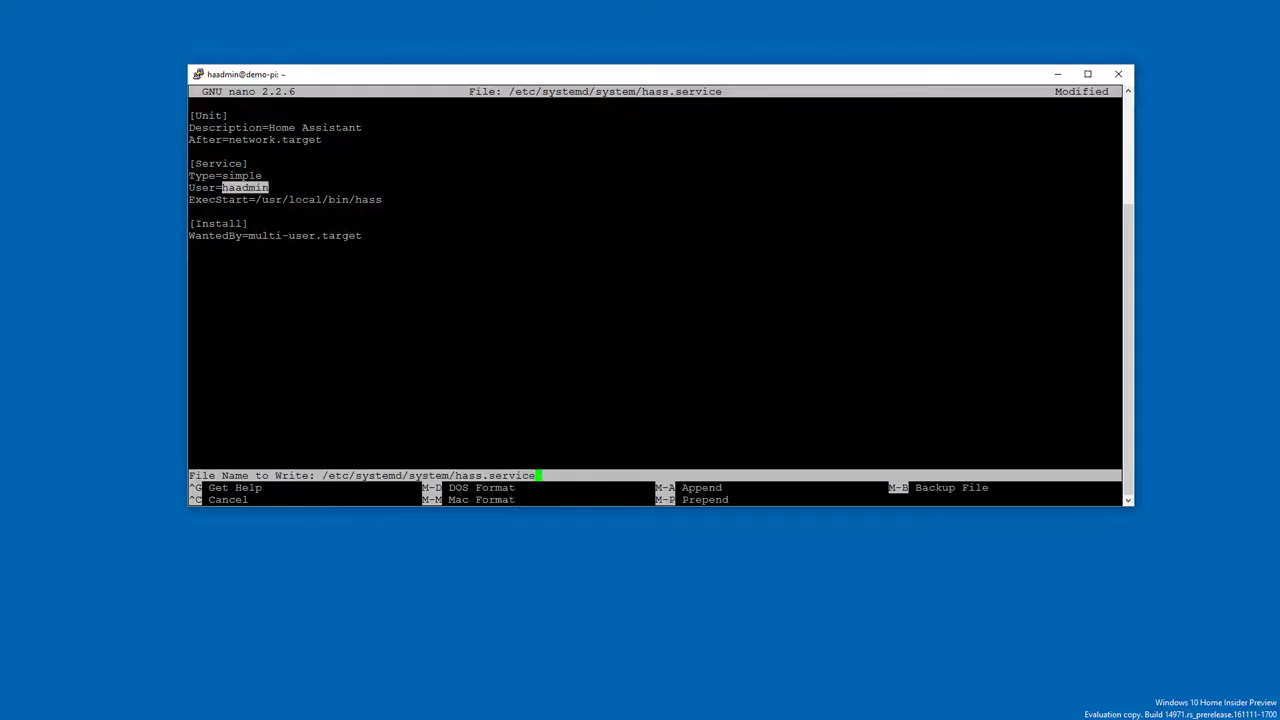 haadmin@demo-pi: ~
GNU nano 2.2.6 File: /etc/systemd/system/hass.service Modified
[Unit]
Description=Home Assistant
After=network.target
[Service]
Type=simple
User=haadmin
ExecStart=/usr/local/bin/hass
[Install]
WantedBy=multi-user.target
File Name to Write: /etc/systemd/system/hass.service
^G Get Help M-D DOS Format M-A Append M-B Backup File
^C Cancel M-M Mac Format M-P Prepend
Windows 10 Home Insider Preview
Evaluation copy. Build 14971.rs_prerelease.161111-1700